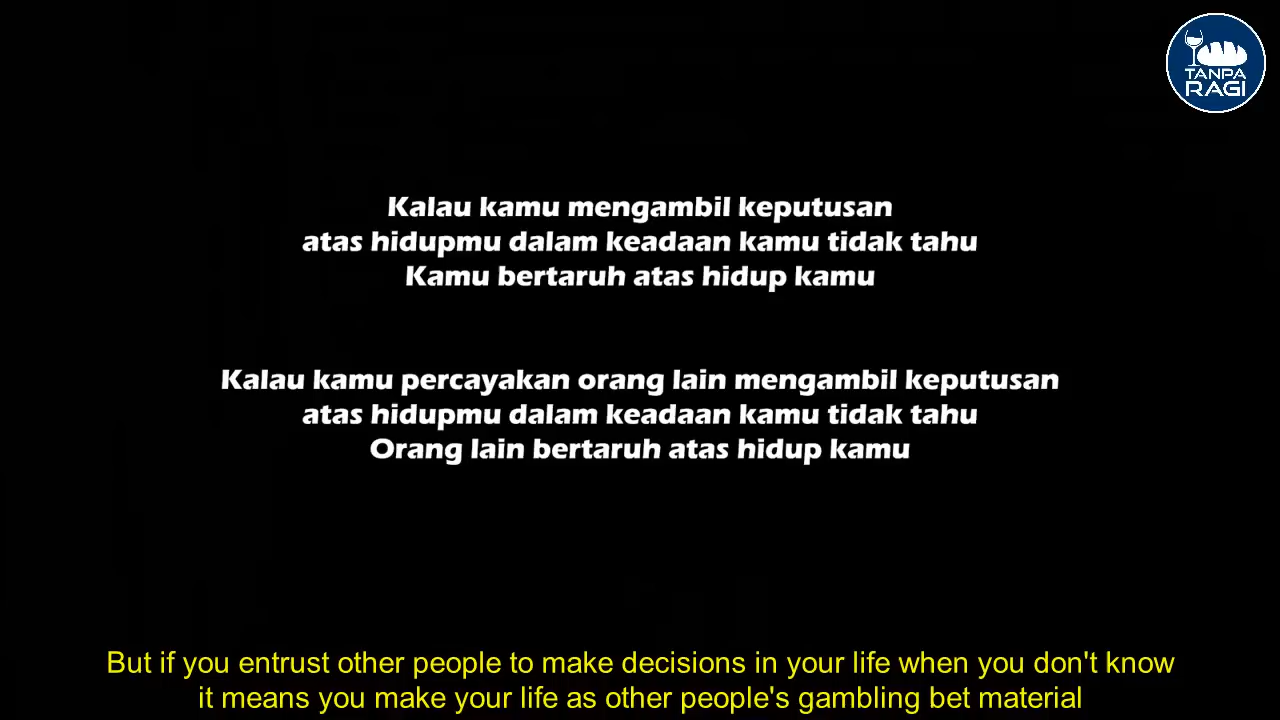 TANPA
RAGI
Kalau kamu mengambil keputusan
atas hidupmu dalam keadaan kamu tidak tahu
Kamu bertaruh atas hidup kamu
Kalau kamu percayakan orang lain mengambil keputusan
atas hidupmu dalam keadaan kamu tidak tahu
Orang lain bertaruh atas hidup kamu
But if you entrust other people to make decisions in your life when you don't know
it means you make your life as other people's gambling bet material